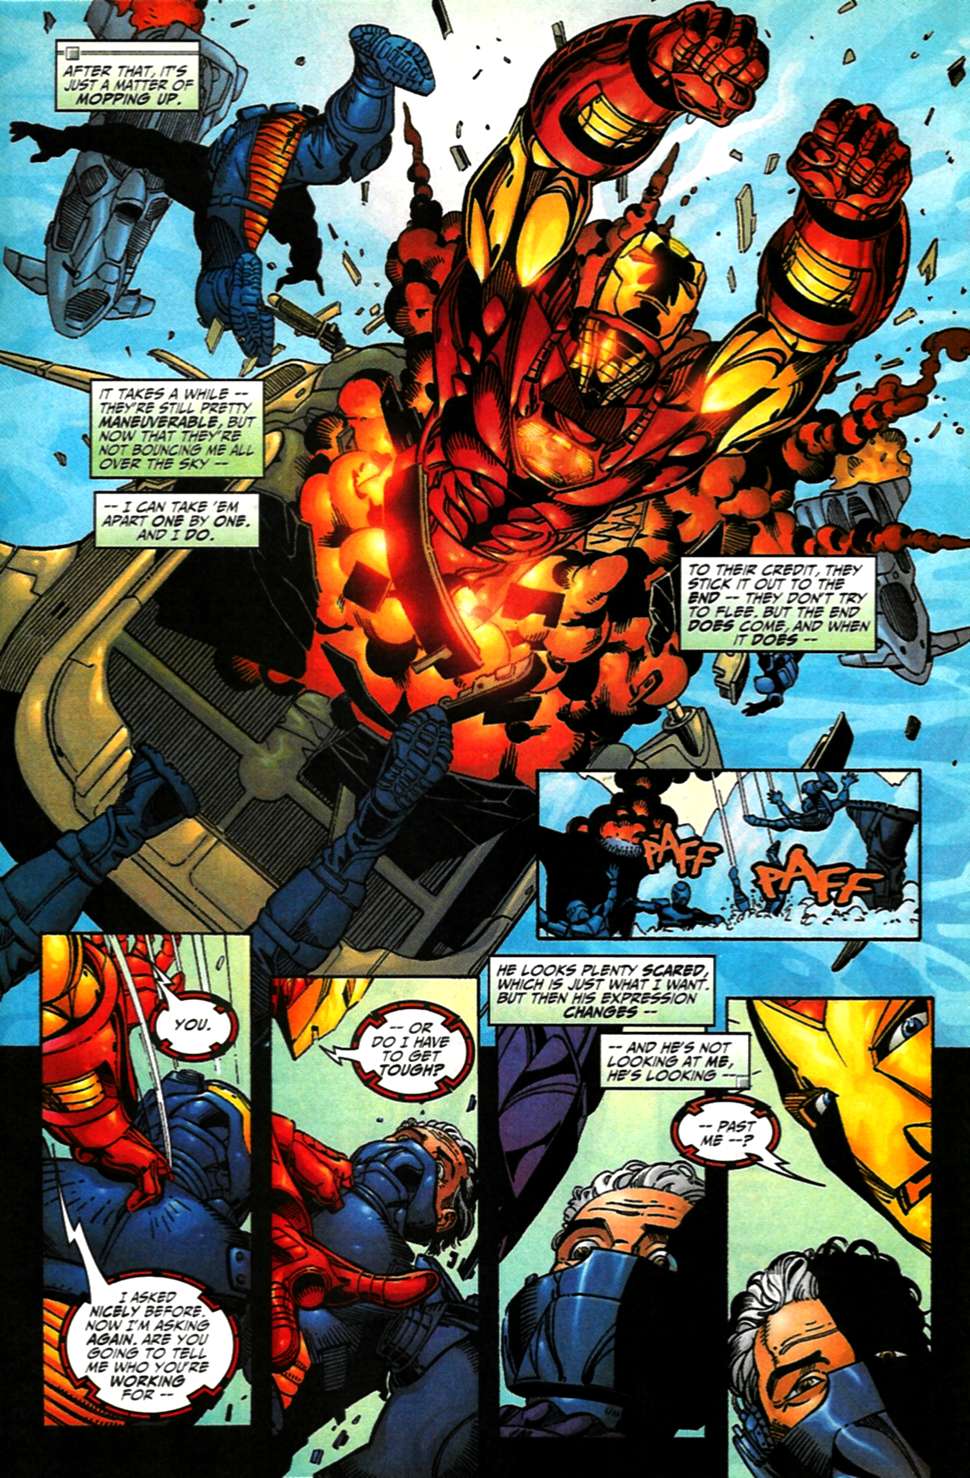 AFTER THAT, IT'S
JUST A MATTER OF
MOPPING UP.
IT TAKES A WHILE --
THEY'RE STILL PRETTY
MANEUVERABLE, BUT
NOW THAT THEY'RE
NOT BOUNCING ME ALL
OVER THE SKY --
-- I CAN TAKE 'EM
APART ONE BY ONE.
AND I DO.
TO THEIR CREDIT, THEY
STICK IT OUT TO THE
END -- THEY DON'T TRY
TO FLEE. BUT THE END
DOES COME, AND WHEN
IT DOES --
PAFF
PAFF
YOU.
I ASKED
NICELY BEFORE.
NOW I'M ASKING
AGAIN. ARE YOU
GOING TO TELL
ME WHO YOU'RE
WORKING
FOR --
-- OR
DO I HAVE
TO GET
TOUGH?
HE LOOKS PLENTY SCARED,
WHICH IS JUST WHAT I WANT.
BUT THEN HIS EXPRESSION
CHANGES --
-- AND HE'S NOT
LOOKING AT ME,
HE'S LOOKING --
-- PAST
ME --?